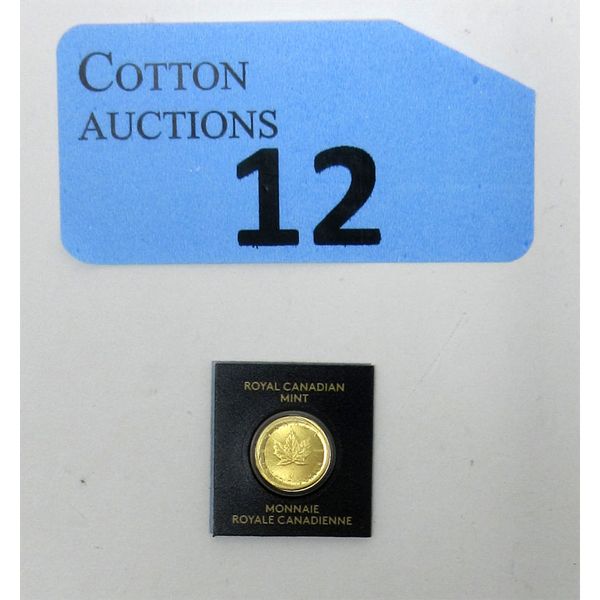 COTTON
AUCTIONS
12
ROYAL CANADIAN
MINT
MONNAIE
ROYALE CANADIENNE